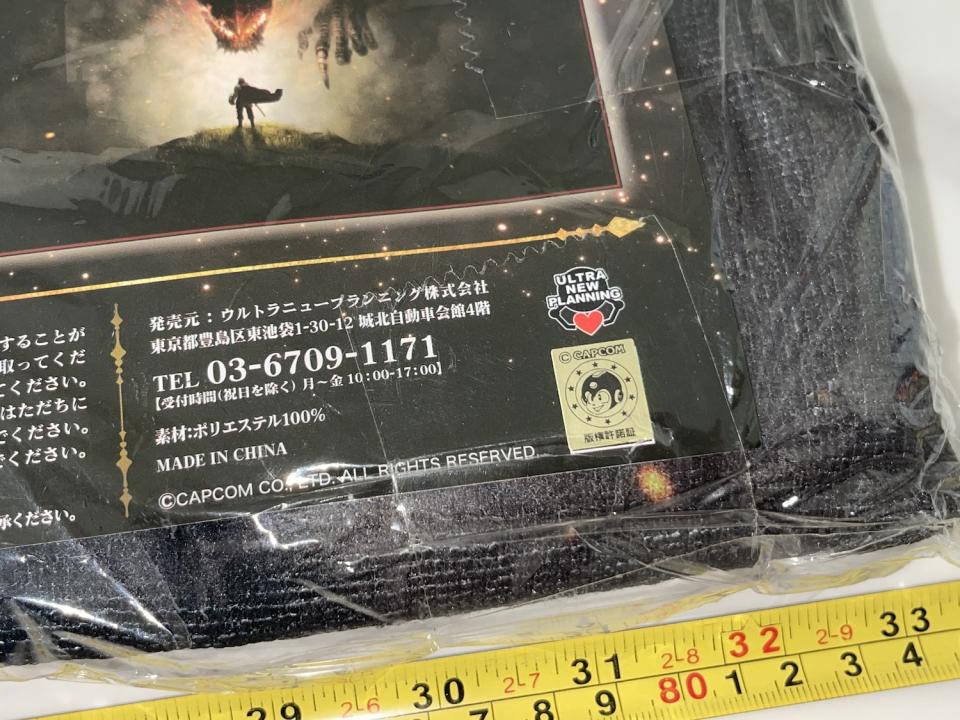 することが
取ってくだ
てください。
はただちに
でください。
でください。
承ください。
発売元：ウルトラニュープランニング株式会社
東京都豊島区東池袋1-30-12 城北自動車会館4階
TEL 03-6709-1171
【受付時間(祝日を除く) 月～金 10:00-17:00】
素材:ポリエステル100%
MADE IN CHINA
©CAPCOM CO., LTD. ALL RIGHTS RESERVED.
ULTRA
NEW
PLANNING
© CAPCOM
版権許諾証
29 2-6 30 2-7 31 2-8 32 2-9 33
7 8 9 80 1 2 3 4